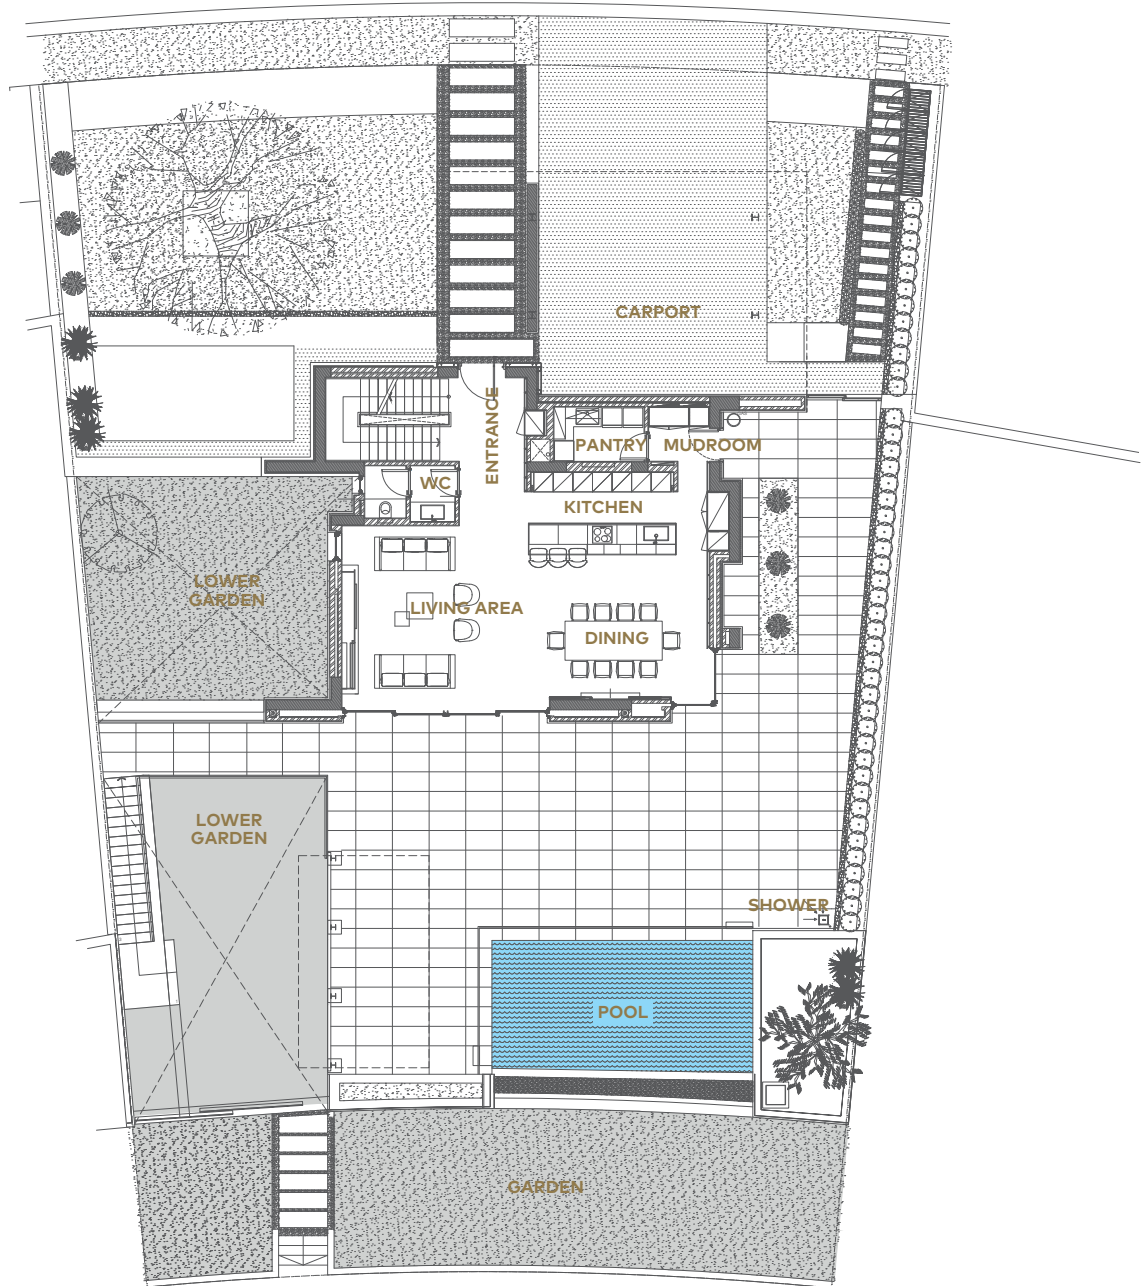 CARPORT
ENTRANCE
PANTRY
MUDROOM
WC
KITCHEN
LOWER
GARDEN
LIVING AREA
DINING
LOWER
GARDEN
SHOWER
POOL
GARDEN